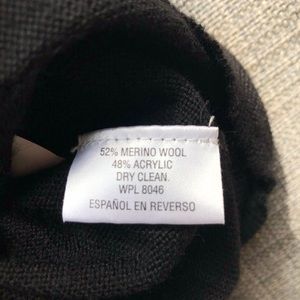 52% MERINO WOOL
48% ACRYLIC
DRY CLEAN.
WPL 8046
ESPAÑOL EN REVERSO